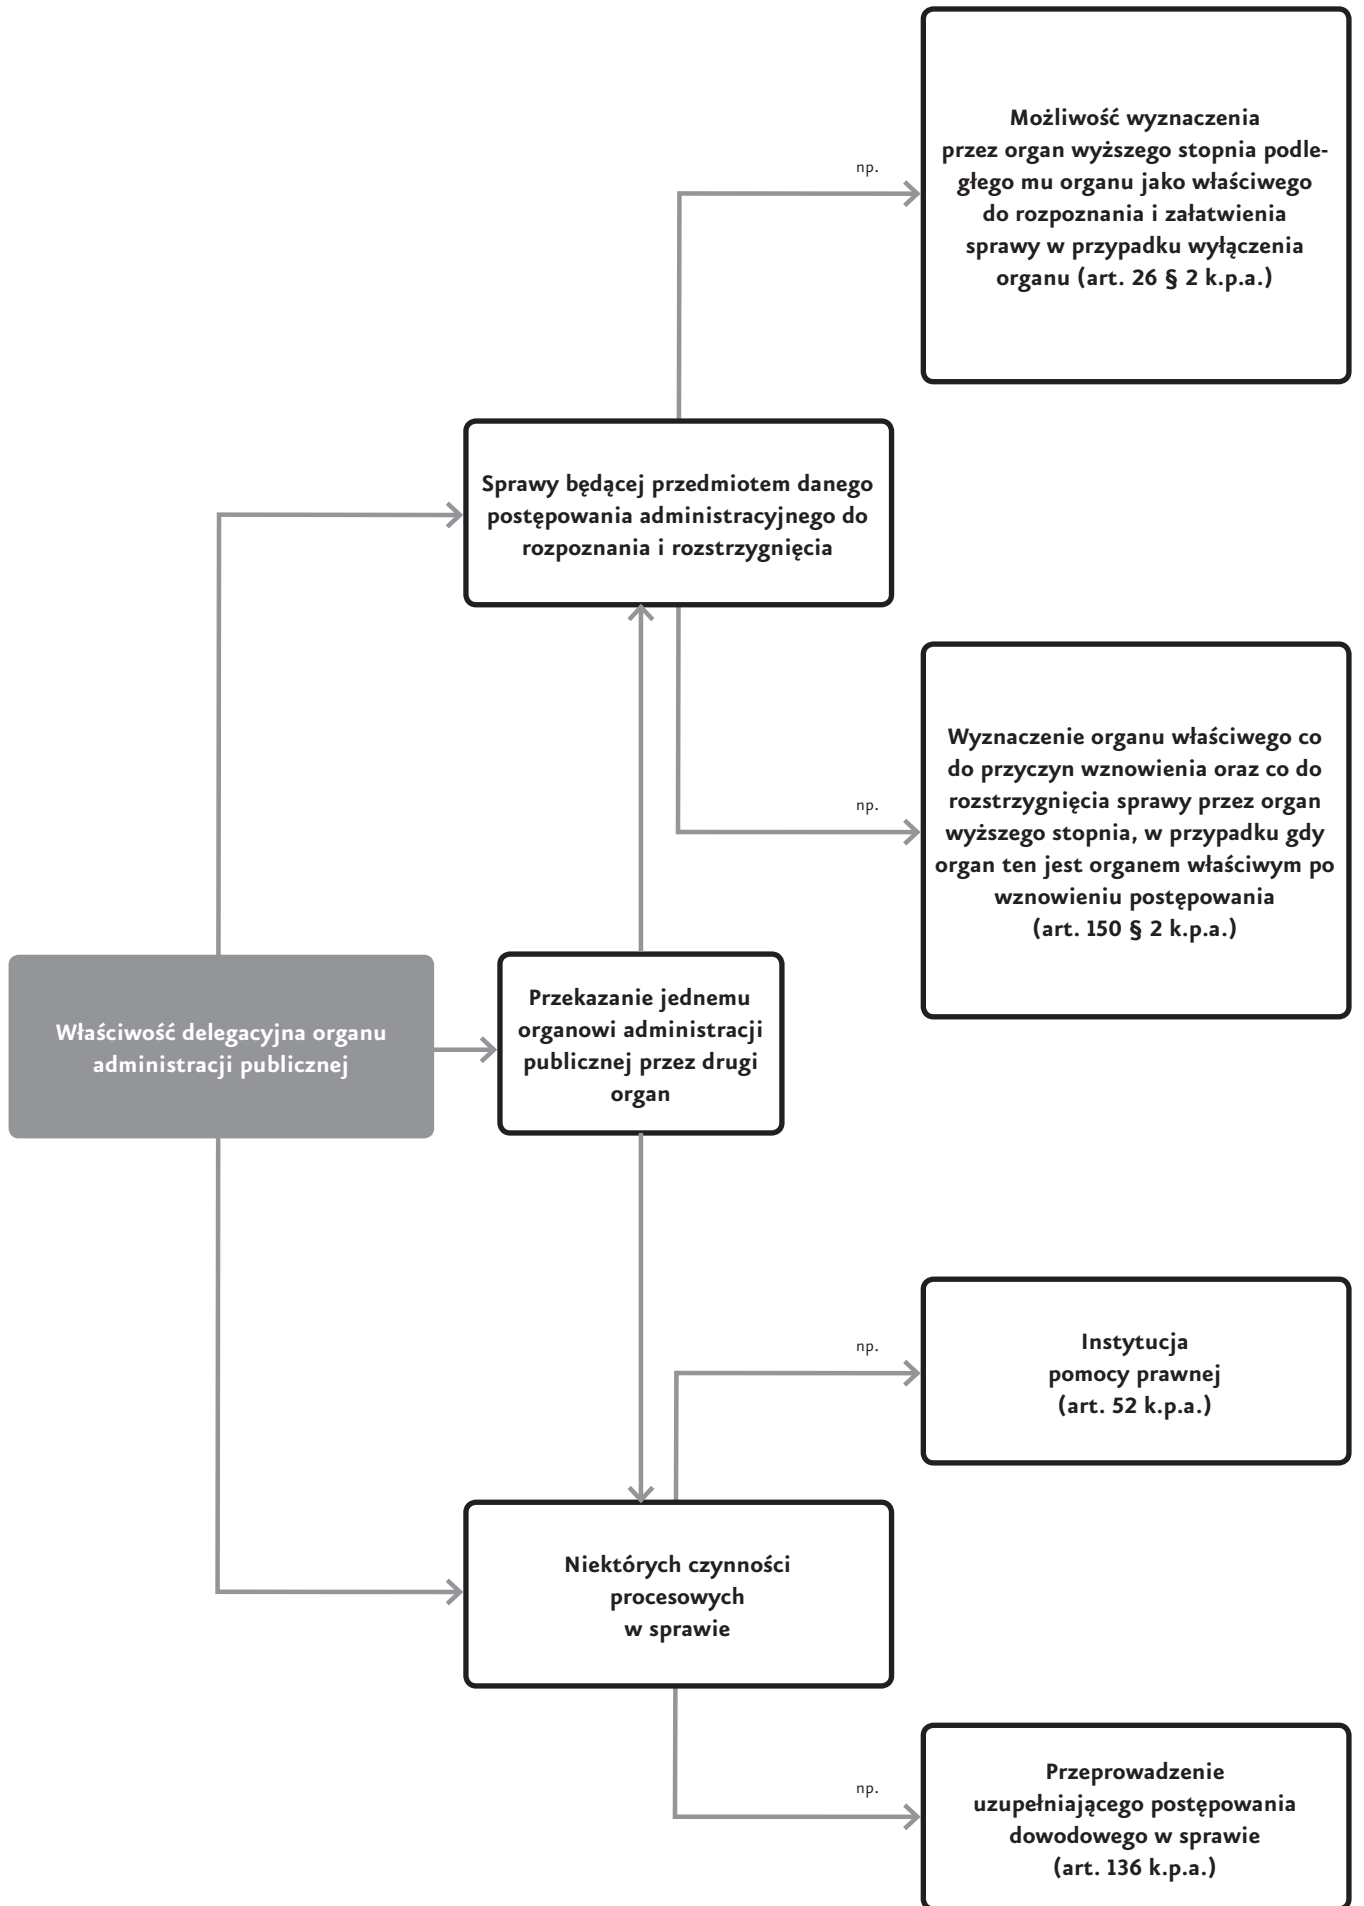 Możliwość wyznaczenia
przez organ wyższego stopnia podle-
głego mu organu jako właściwego
do rozpoznania i załatwienia
sprawy w przypadku wyłączenia
organu (art. 26 § 2 k.p.a.)
np.
Sprawy będącej przedmiotem danego
postępowania administracyjnego do
rozpoznania i rozstrzygnięcia
Wyznaczenie organu właściwego co
do przyczyn wznowienia oraz co do
rozstrzygnięcia sprawy przez organ
wyższego stopnia, w przypadku gdy
organ ten jest organem właściwym po
wznowieniu postępowania
(art. 150 § 2 k.p.a.)
np.
Właściwość delegacyjna organu
administracji publicznej
Przekazanie jednemu
organowi administracji
publicznej przez drugi
organ
np.
Instytucja
pomocy prawnej
(art. 52 k.p.a.)
Niektórych czynności
procesowych
w sprawie
np.
Przeprowadzenie
uzupełniającego postępowania
dowodowego w sprawie
(art. 136 k.p.a.)